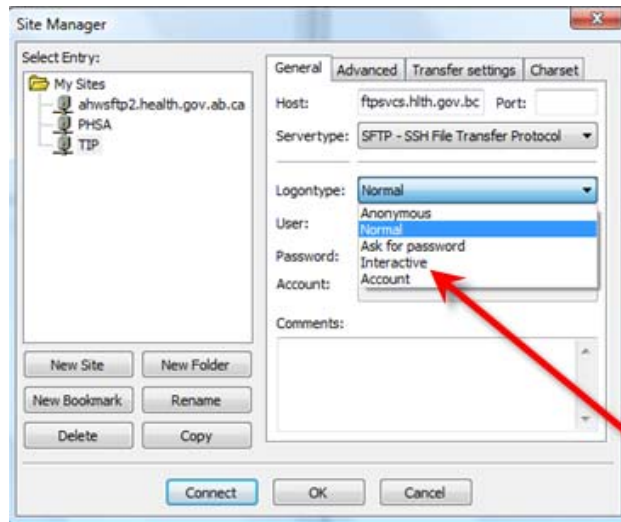 Site Manager
Select Entry:
My Sites
ahwsftp2.health.gov.ab.ca
PHSA
TIP
New Site
New Folder
New Bookmark
Rename
Delete
Copy
General
Advanced
Transfer settings
Charset
Host:
ftpsvcs.hlth.gov.bc
Port:
Servertype:
SFTP - SSH File Transfer Protocol
Logontype:
Normal
Anonymous
Normal
Ask for password
Interactive
Account
User:
Password:
Account:
Comments:
Connect
OK
Cancel